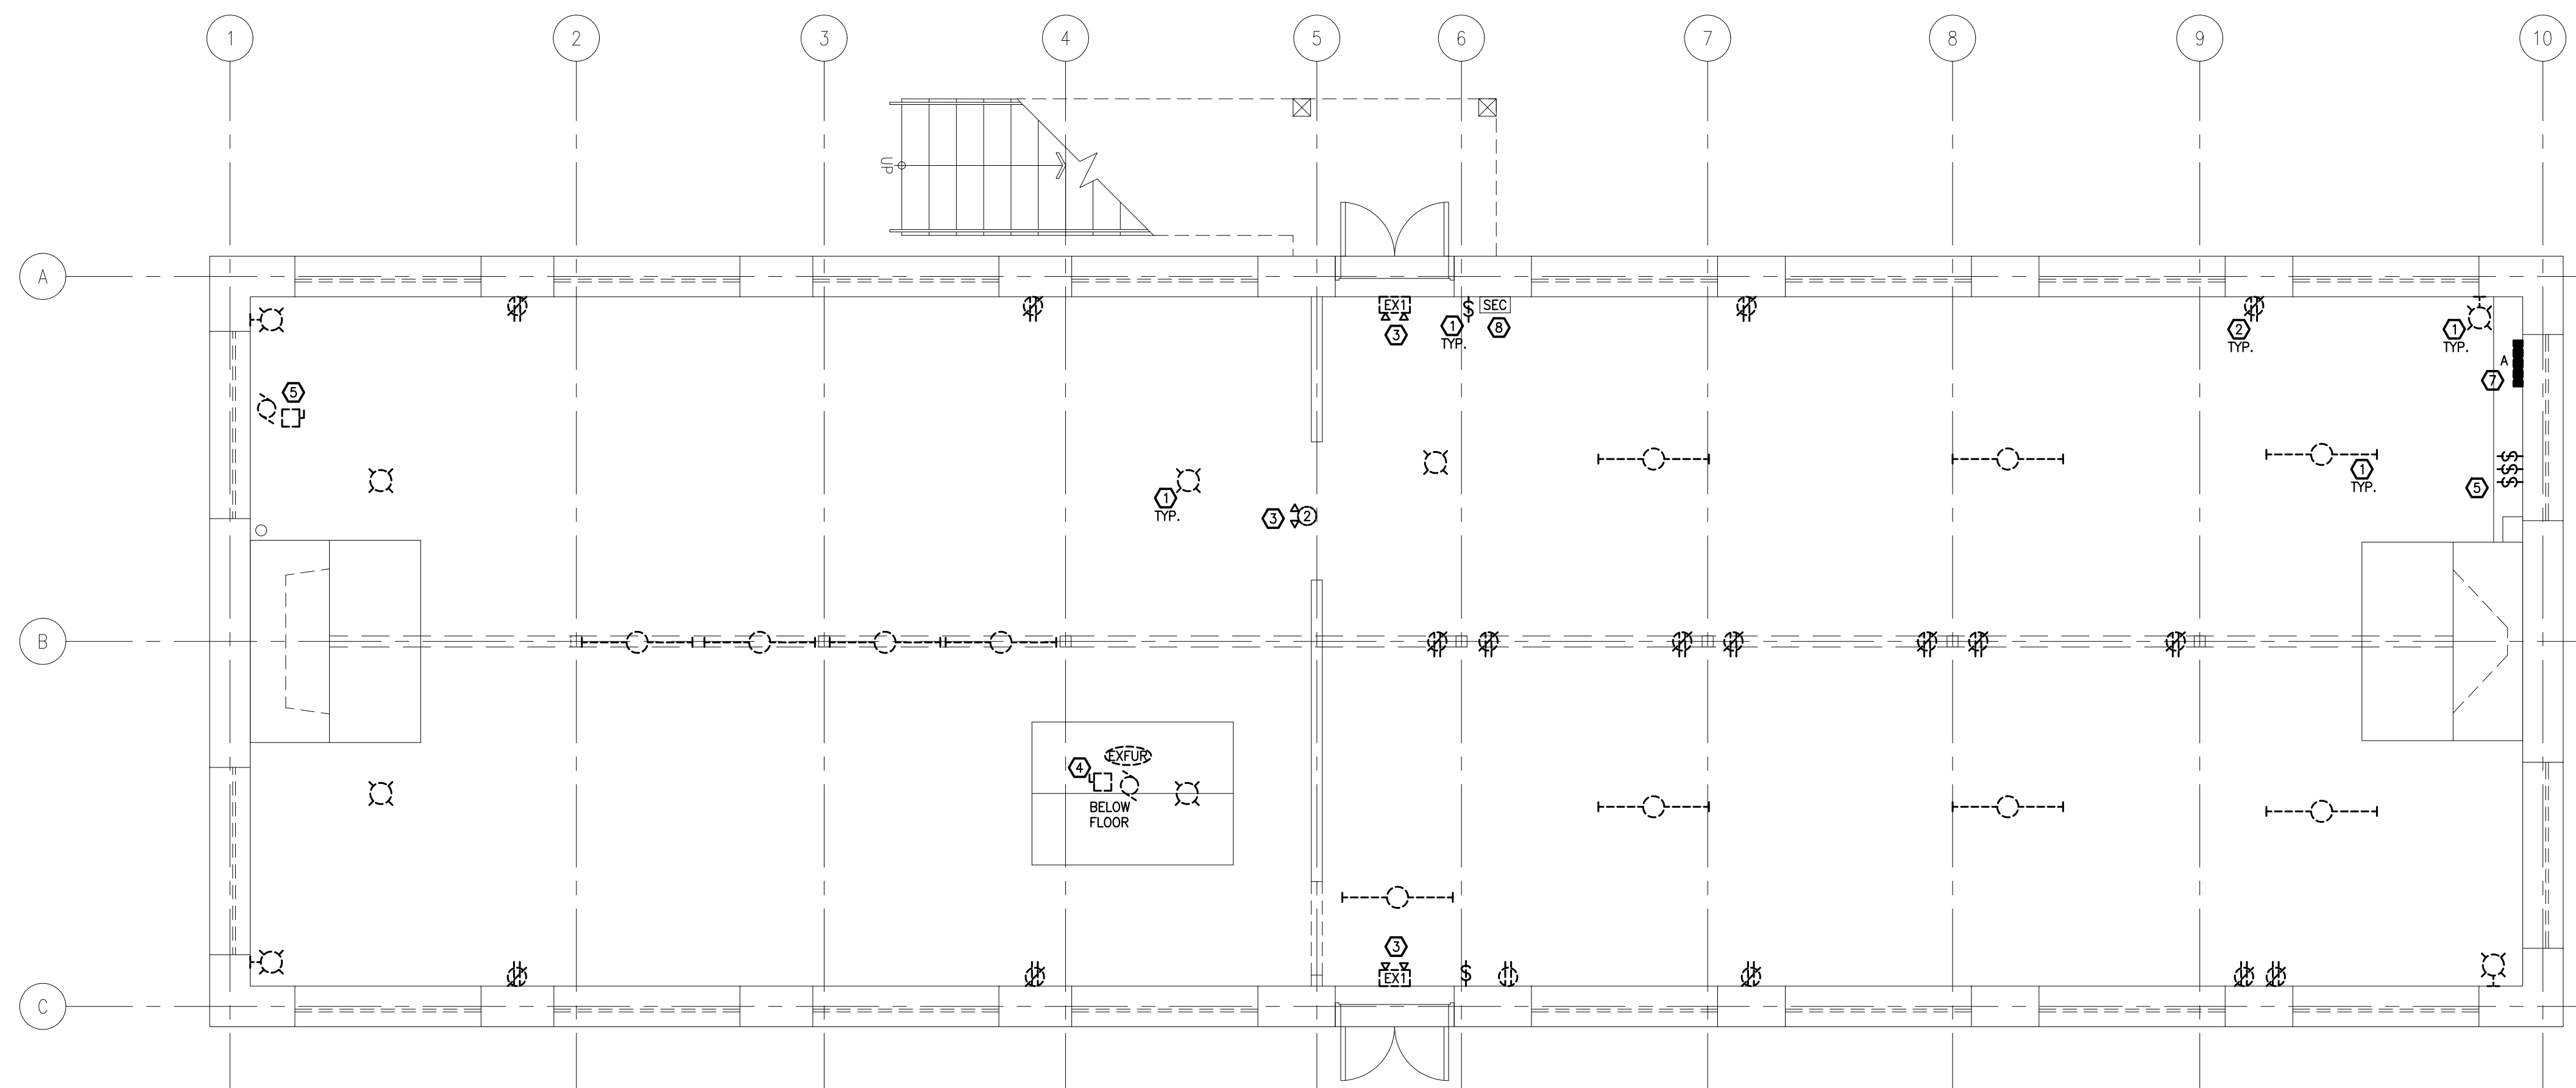 1 2 3 4 5 6 7 8 9 10
UP
A
EX1 $ SEC
3 1 8 2 1
TYP. TYP. TYP.
A
7
5
1
TYP.
$$$
5
1
TYP.
3 2
B
EXFUR
4
BELOW
FLOOR
3
EX1 $
C